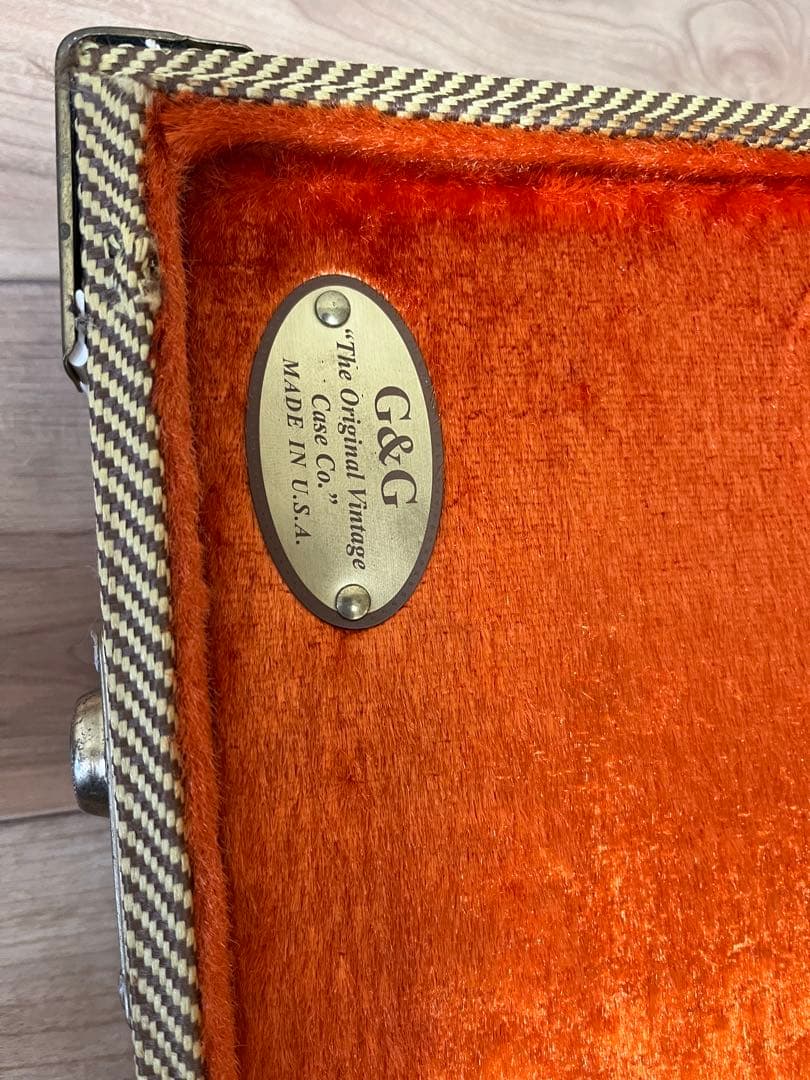 G&G
“The Original Vintage
Case Co.”
MADE IN U.S.A.